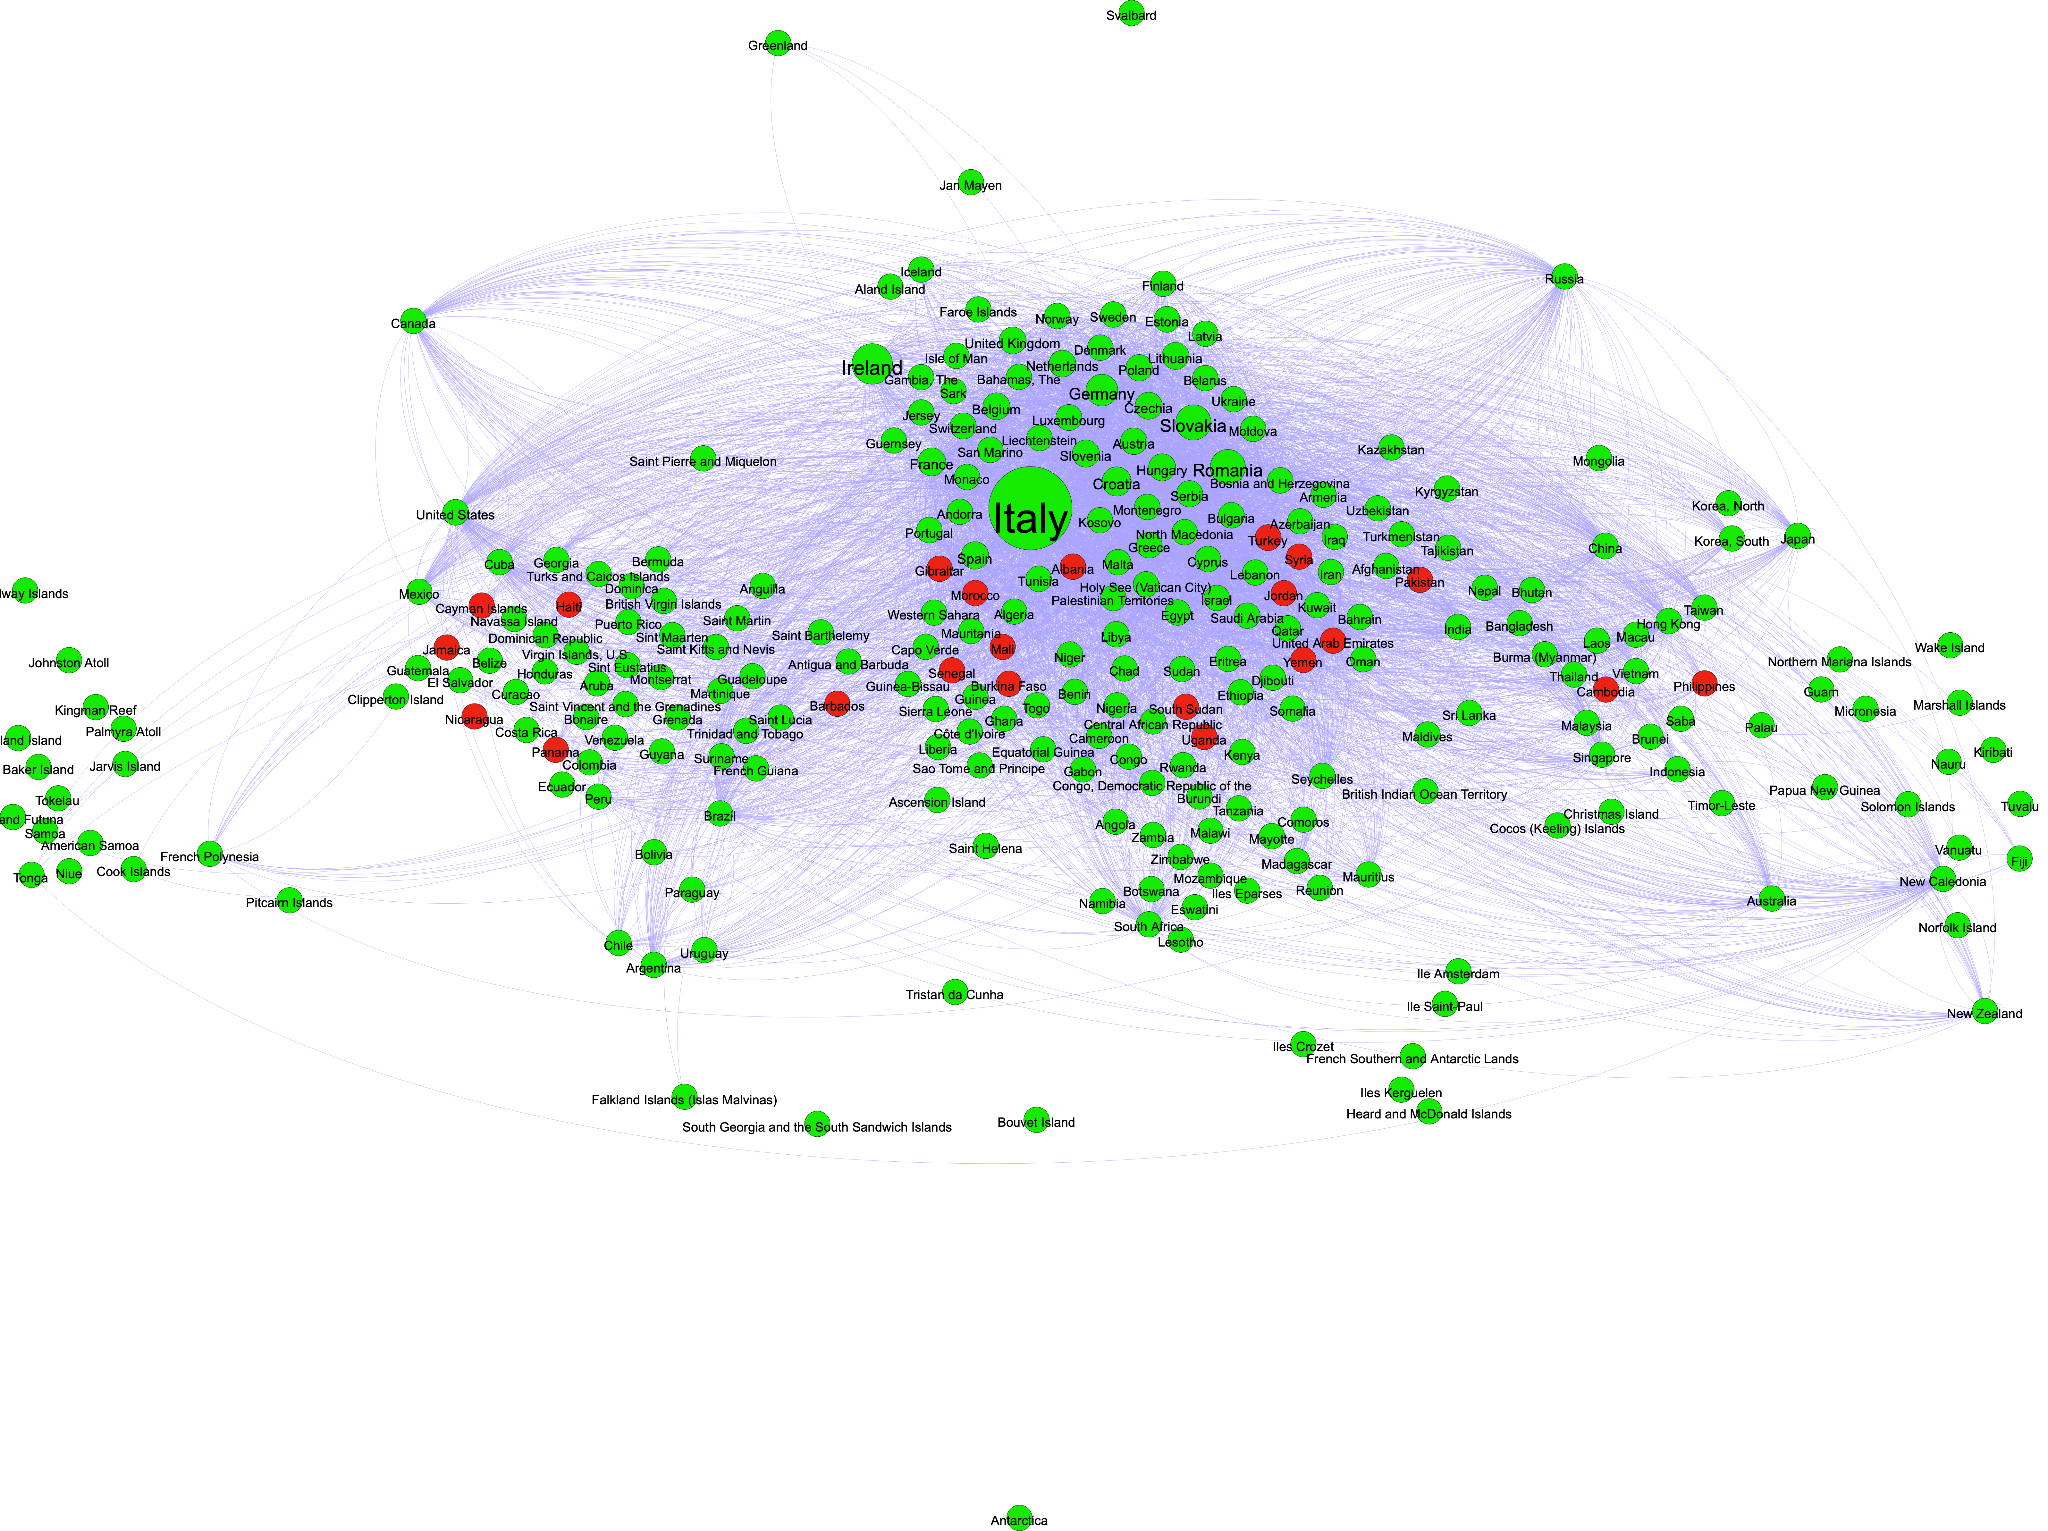 Svalbard
Greenland
Jan Mayen
Iceland
Russia
Aland Island
Finland
Faroe Islands
Canada
Norway
Sweden
Estonia
Latvia
United Kingdom
Denmark
Isle of Man
Lithuania
Ireland
Netherlands
Poland
Gambia, The
Bahamas, The
Belarus
Sark
Germany
Ukraine
Jersey
Belgium
Czechia
Luxembourg
Switzerland
Slovakia
Moldova
Guernsey
Liechtenstein
Austria
Kazakhstan
San Marino
Slovenia
Saint Pierre and Miquelon
France
Mongolia
Hungary
Romania
Monaco
Croatia
Bosnia and Herzegovina
Kyrgyzstan
Serbia
Armenia
Korea, North
Montenegro
Uzbekistan
United States
Andorra
Italy
Kosovo
Bulgaria
Azerbaijan
Portugal
North Macedonia
Turkey
Iraq
Turkmenistan
Korea, South
Japan
Greece
China
Tajikistan
Cuba
Georgia
Bermuda
Spain
Syria
Gibraltar
Albania
Malta
Cyprus
Afghanistan
Turks and Caicos Islands
Lebanon
Iran
Tunisia
Pakistan
Dominica
Anguilla
Holy See (Vatican City)
Nepal
Bhutan
Mexico
Morocco
Jordan
lway Islands
Cayman Islands
Haiti
British Virgin Islands
Palestinian Territories
Israel
Kuwait
Taiwan
Western Sahara
Algeria
Egypt
Navassa Island
Puerto Rico
Saint Martin
Saudi Arabia
Bahrain
Hong Kong
Bangladesh
Mauritania
Qatar
India
Dominican Republic
Sint Maarten
Saint Barthelemy
Libya
Macau
United Arab Emirates
Laos
Wake Island
Capo Verde
Mali
Jamaica
Virgin Islands, U.S.
Saint Kitts and Nevis
Niger
Burma (Myanmar)
Johnston Atoll
Belize
Antigua and Barbuda
Eritrea
Yemen
Oman
Northern Mariana Islands
Guatemala
Sint Eustatius
Senegal
Chad
Sudan
Vietnam
Honduras
Montserrat
Guadeloupe
Djibouti
Thailand
El Salvador
Aruba
Guinea-Bissau
Burkina Faso
Philippines
Cambodia
Guam
Curacao
Martinique
Benin
Ethiopia
Clipperton Island
Guinea
Marshall Islands
Saint Vincent and the Grenadines
Barbados
Togo
Nigeria
South Sudan
Somalia
Kingman Reef
Sierra Leone
Micronesia
Sri Lanka
Nicaragua
Bonaire
Grenada
Saint Lucia
Ghana
Central African Republic
Saba
Malaysia
Palau
Palmyra Atoll
Costa Rica
Trinidad and Tobago
Côte d'Ivoire
Cameroon
Maldives
land Island
Venezuela
Uganda
Brunei
Panama
Liberia
Equatorial Guinea
Kiribati
Guyana
Suriname
Congo
Kenya
Singapore
Colombia
Nauru
Baker Island
Jarvis Island
French Guiana
Sao Tome and Principe
Gabon
Rwanda
Indonesia
Seychelles
Ecuador
Congo, Democratic Republic of the
Papua New Guinea
British Indian Ocean Territory
Tokelau
Peru
Ascension Island
Burundi
Timor-Leste
Solomon Islands
Tuvalu
Tanzania
Christmas Island
Brazil
and Futuna
Angola
Comoros
Cocos (Keeling) Islands
Samoa
Zambia
Malawi
Mayotte
American Samoa
Saint Helena
Vanuatu
French Polynesia
Bolivia
Zimbabwe
Madagascar
Fiji
Cook Islands
Tonga
Niue
Mozambique
Mauritius
New Caledonia
Paraguay
Botswana
Iles Eparses
Reunion
Pitcairn Islands
Namibia
Eswatini
Australia
South Africa
Norfolk Island
Chile
Lesotho
Uruguay
Argentina
Ile Amsterdam
Tristan da Cunha
Ile Saint-Paul
New Zealand
Iles Crozet
French Southern and Antarctic Lands
Iles Kerguelen
Falkland Islands (Islas Malvinas)
Heard and McDonald Islands
Bouvet Island
South Georgia and the South Sandwich Islands
Antarctica